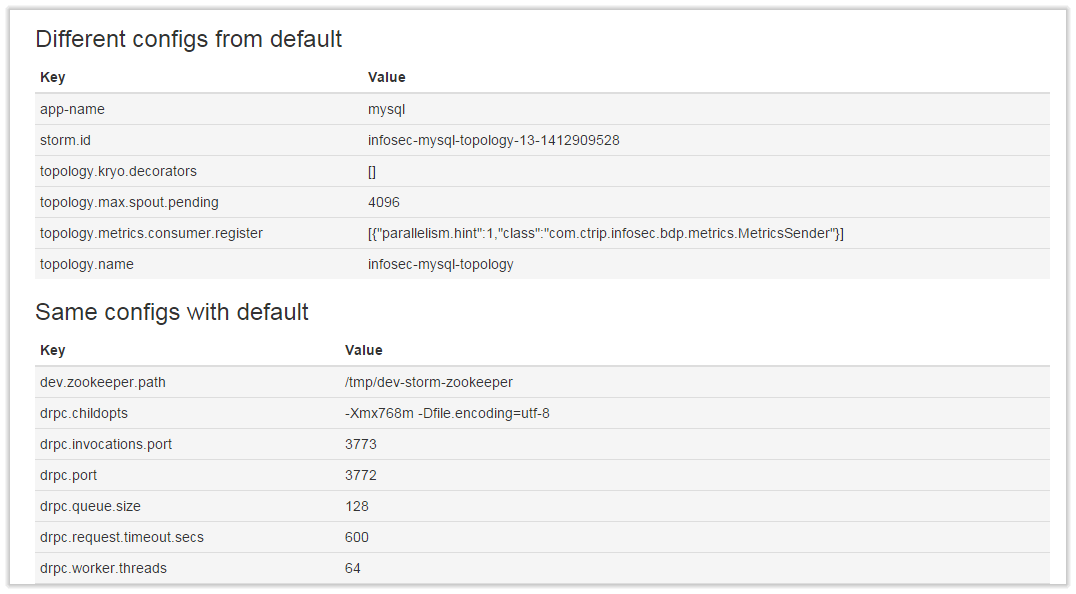 Different configs from default
Key Value
app-name mysql
storm.id infosec-mysql-topology-13-1412909528
topology.kryo.decorators []
topology.max.spout.pending 4096
topology.metrics.consumer.register [{"parallelism.hint":1,"class":"com.ctrip.infosec.bdp.metrics.MetricsSender"}]
topology.name infosec-mysql-topology
Same configs with default
Key Value
dev.zookeeper.path /tmp/dev-storm-zookeeper
drpc.childopts -Xmx768m -Dfile.encoding=utf-8
drpc.invocations.port 3773
drpc.port 3772
drpc.queue.size 128
drpc.request.timeout.secs 600
drpc.worker.threads 64